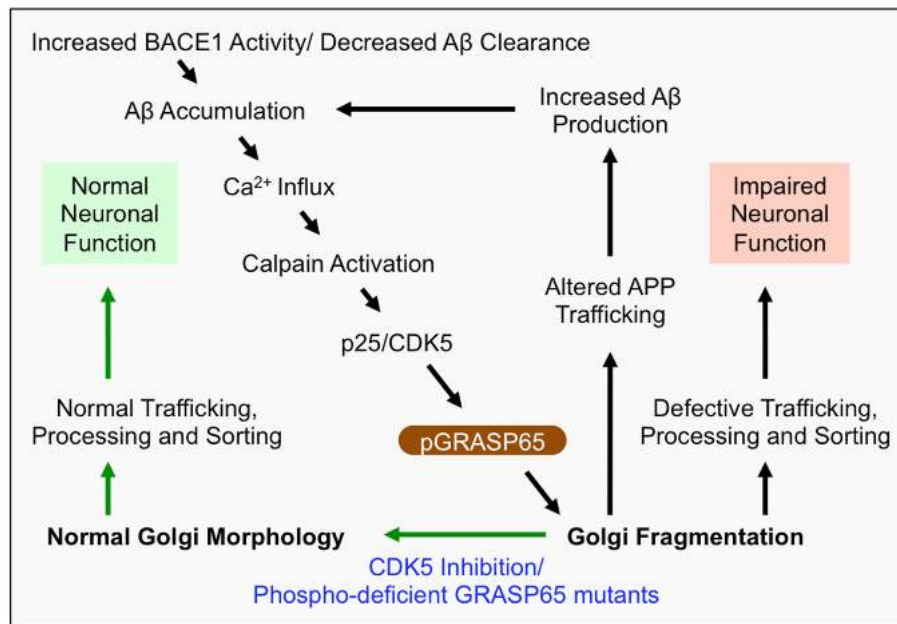 Increased BACE1 Activity/ Decreased Aβ Clearance
Aβ Accumulation
Increased Aβ
Production
Normal
Neuronal
Function
Ca²⁺ Influx
Impaired
Neuronal
Function
Calpain Activation
Altered APP
Trafficking
p25/CDK5
Normal Trafficking,
Processing and Sorting
pGRASP65
Defective Trafficking,
Processing and Sorting
Normal Golgi Morphology
Golgi Fragmentation
CDK5 Inhibition/
Phospho-deficient GRASP65 mutants